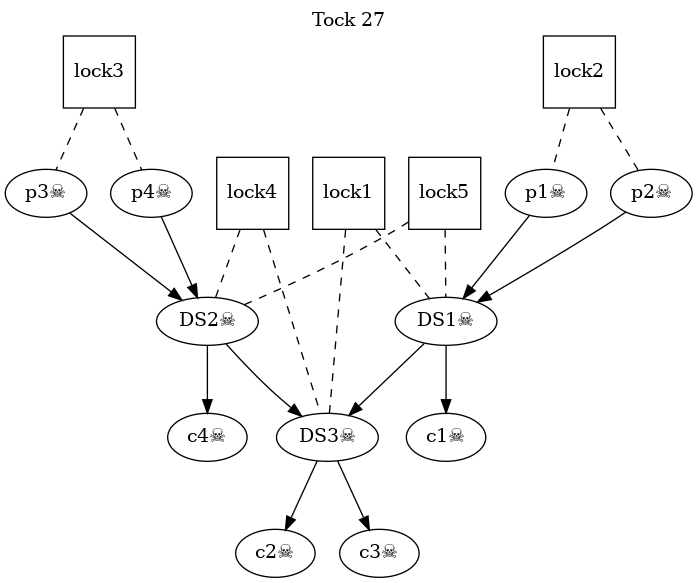 Tock 27
lock3
lock2
p3☠
p4☠
lock4
lock1
lock5
p1☠
p2☠
DS2☠
DS1☠
c4☠
DS3☠
c1☠
c2☠
c3☠